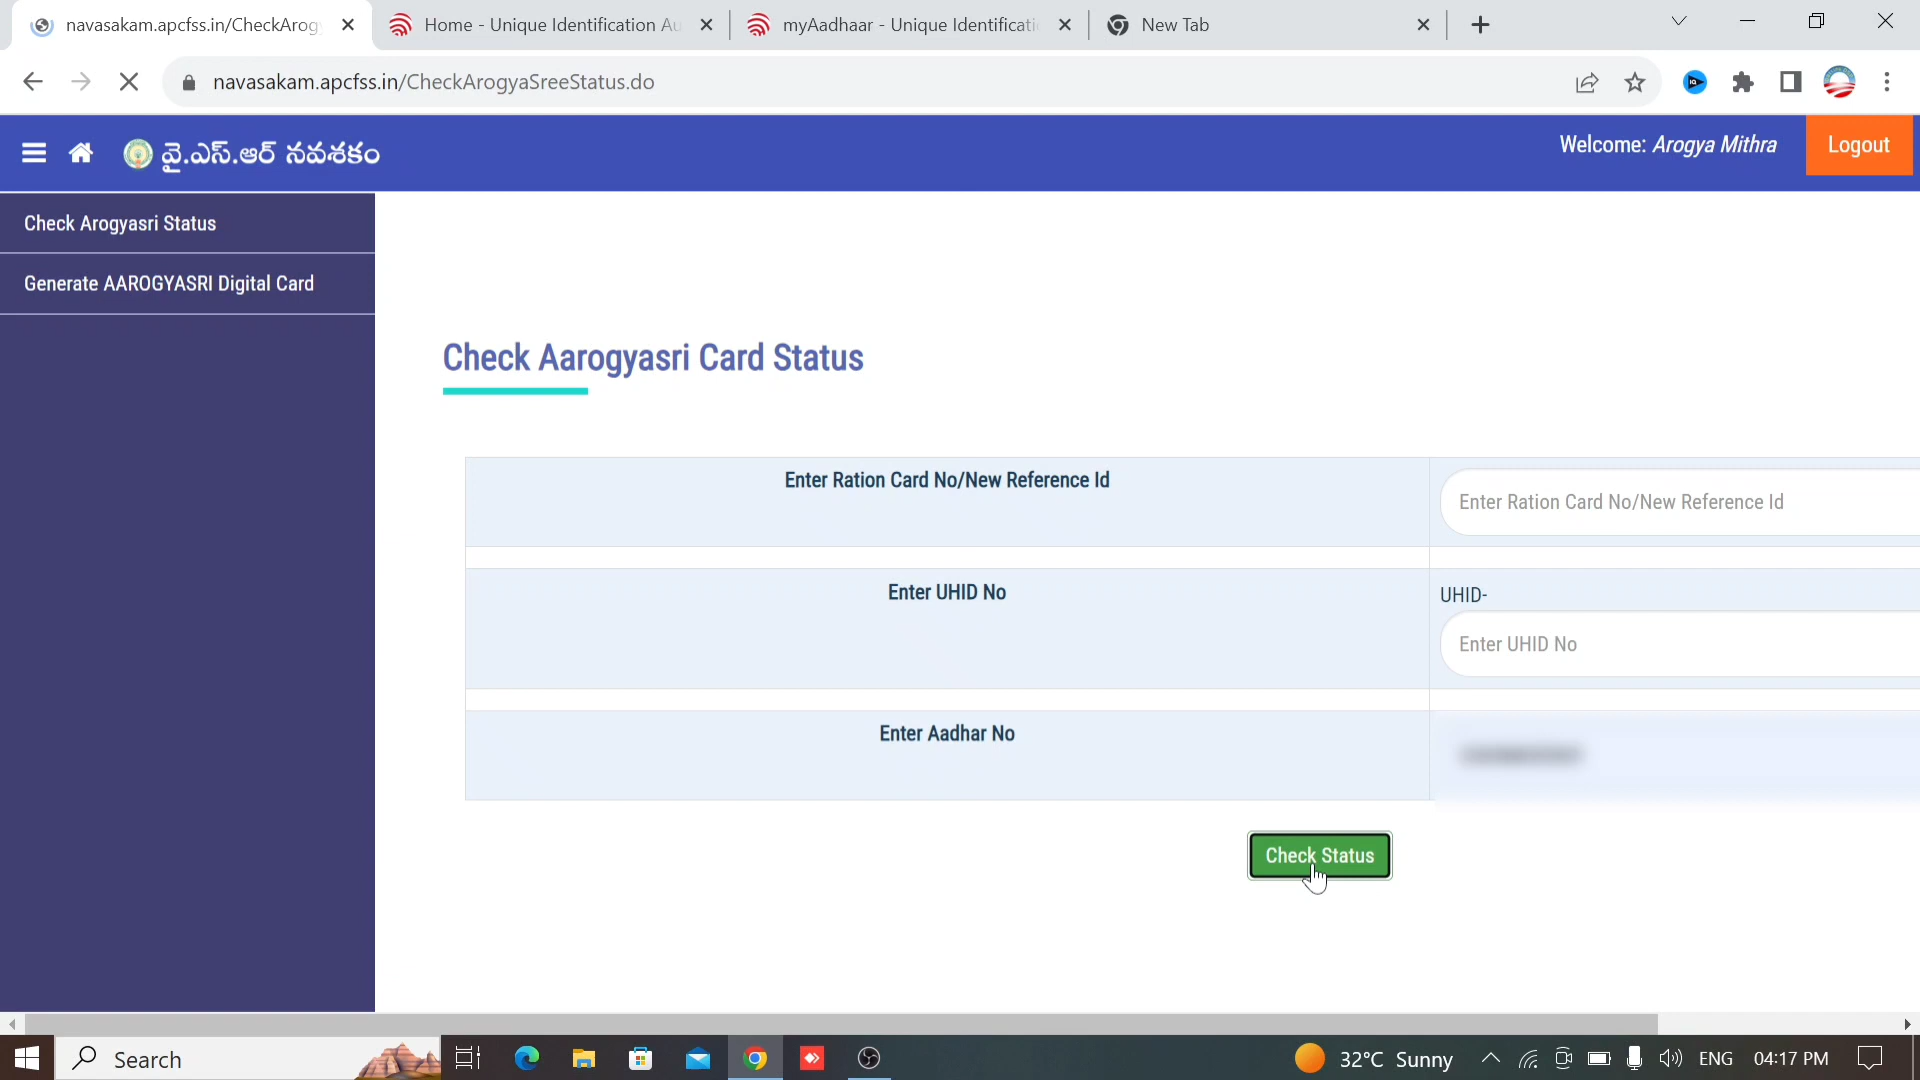 navasakam.apcfss.in/CheckArog
Home - Unique Identification Au
myAadhaar - Unique Identificati
New Tab
navasakam.apcfss.in/CheckArogyaSreeStatus.do
వై.ఎస్.ఆర్ నవశకం
Welcome: Arogya Mithra
Logout
Check Arogyasri Status
Generate AAROGYASRI Digital Card
Check Aarogyasri Card Status
Enter Ration Card No/New Reference Id
Enter Ration Card No/New Reference Id
Enter UHID No
UHID-
Enter UHID No
Enter Aadhar No
Check Status
Search
32°C Sunny
ENG
04:17 PM